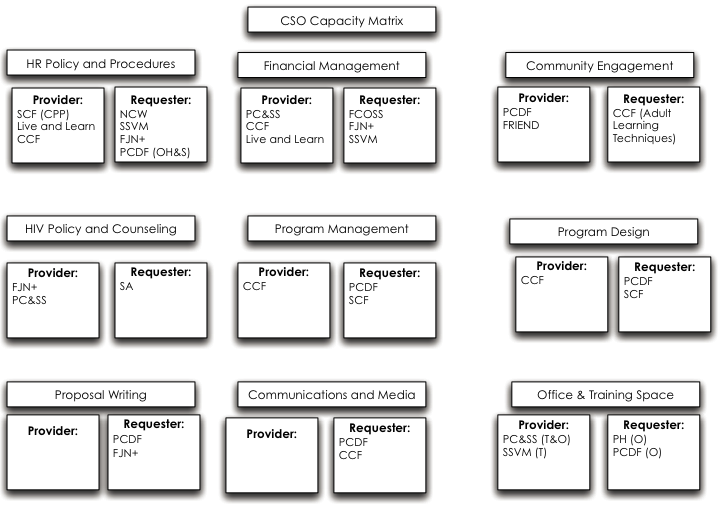 CSO Capacity Matrix
HR Policy and Procedures
Provider:
SCF (CPP)
Live and Learn
CCF
Requester:
NCW
SSVM
FJN+
PCDF (OH&S)
Financial Management
Provider:
PC&SS
CCF
Live and Learn
Requester:
FCOSS
FJN+
SSVM
Community Engagement
Provider:
PCDF
FRIEND
Requester:
CCF (Adult
Learning
Techniques)
HIV Policy and Counseling
Provider:
FJN+
PC&SS
Requester:
SA
Program Management
Provider:
CCF
Requester:
PCDF
SCF
Program Design
Provider:
CCF
Requester:
PCDF
SCF
Proposal Writing
Provider:
Requester:
PCDF
FJN+
Communications and Media
Provider:
Requester:
PCDF
CCF
Office & Training Space
Provider:
PC&SS (T&O)
SSVM (T)
Requester:
PH (O)
PCDF (O)